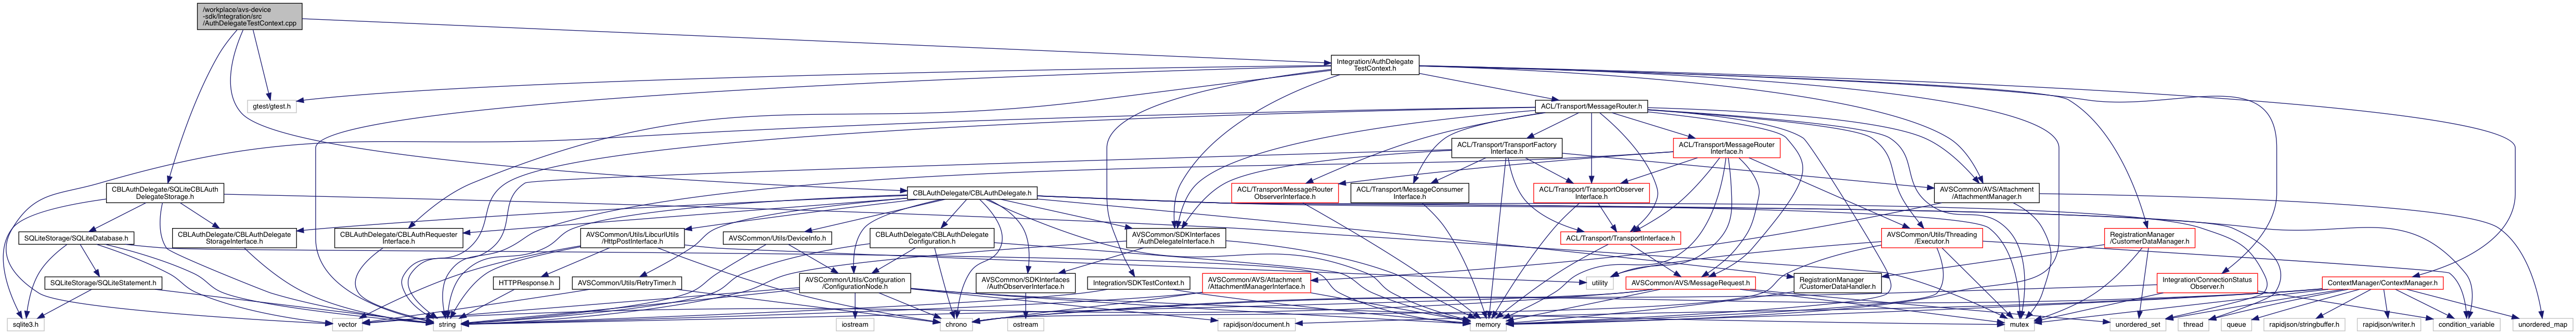 /workplace/avs-device
-sdk/Integration/src
/AuthDelegateTestContext.cpp
Integration/AuthDelegate
TestContext.h
gtest/gtest.h
ACL/Transport/MessageRouter.h
ACL/Transport/TransportFactory
Interface.h
ACL/Transport/MessageRouter
Interface.h
CBLAuthDelegate/SQLiteCBLAuth
DelegateStorage.h
CBLAuthDelegate/CBLAuthDelegate.h
ACL/Transport/MessageRouter
ObserverInterface.h
ACL/Transport/MessageConsumer
Interface.h
ACL/Transport/TransportObserver
Interface.h
AVSCommon/AVS/Attachment
/AttachmentManager.h
SQLiteStorage/SQLiteDatabase.h
CBLAuthDelegate/CBLAuthDelegate
StorageInterface.h
CBLAuthDelegate/CBLAuthRequester
Interface.h
AVSCommon/Utils/LibcurlUtils
/HttpPostInterface.h
AVSCommon/Utils/DeviceInfo.h
CBLAuthDelegate/CBLAuthDelegate
Configuration.h
AVSCommon/SDKInterfaces
/AuthDelegateInterface.h
ACL/Transport/TransportInterface.h
AVSCommon/Utils/Threading
/Executor.h
RegistrationManager
/CustomerDataManager.h
SQLiteStorage/SQLiteStatement.h
HTTPResponse.h
AVSCommon/Utils/RetryTimer.h
AVSCommon/Utils/Configuration
/ConfigurationNode.h
AVSCommon/SDKInterfaces
/AuthObserverInterface.h
Integration/SDKTestContext.h
AVSCommon/AVS/Attachment
/AttachmentManagerInterface.h
utility
AVSCommon/AVS/MessageRequest.h
RegistrationManager
/CustomerDataHandler.h
Integration/ConnectionStatus
Observer.h
ContextManager/ContextManager.h
sqlite3.h
vector
string
iostream
chrono
ostream
rapidjson/document.h
memory
mutex
unordered_set
thread
queue
rapidjson/stringbuffer.h
rapidjson/writer.h
condition_variable
unordered_map